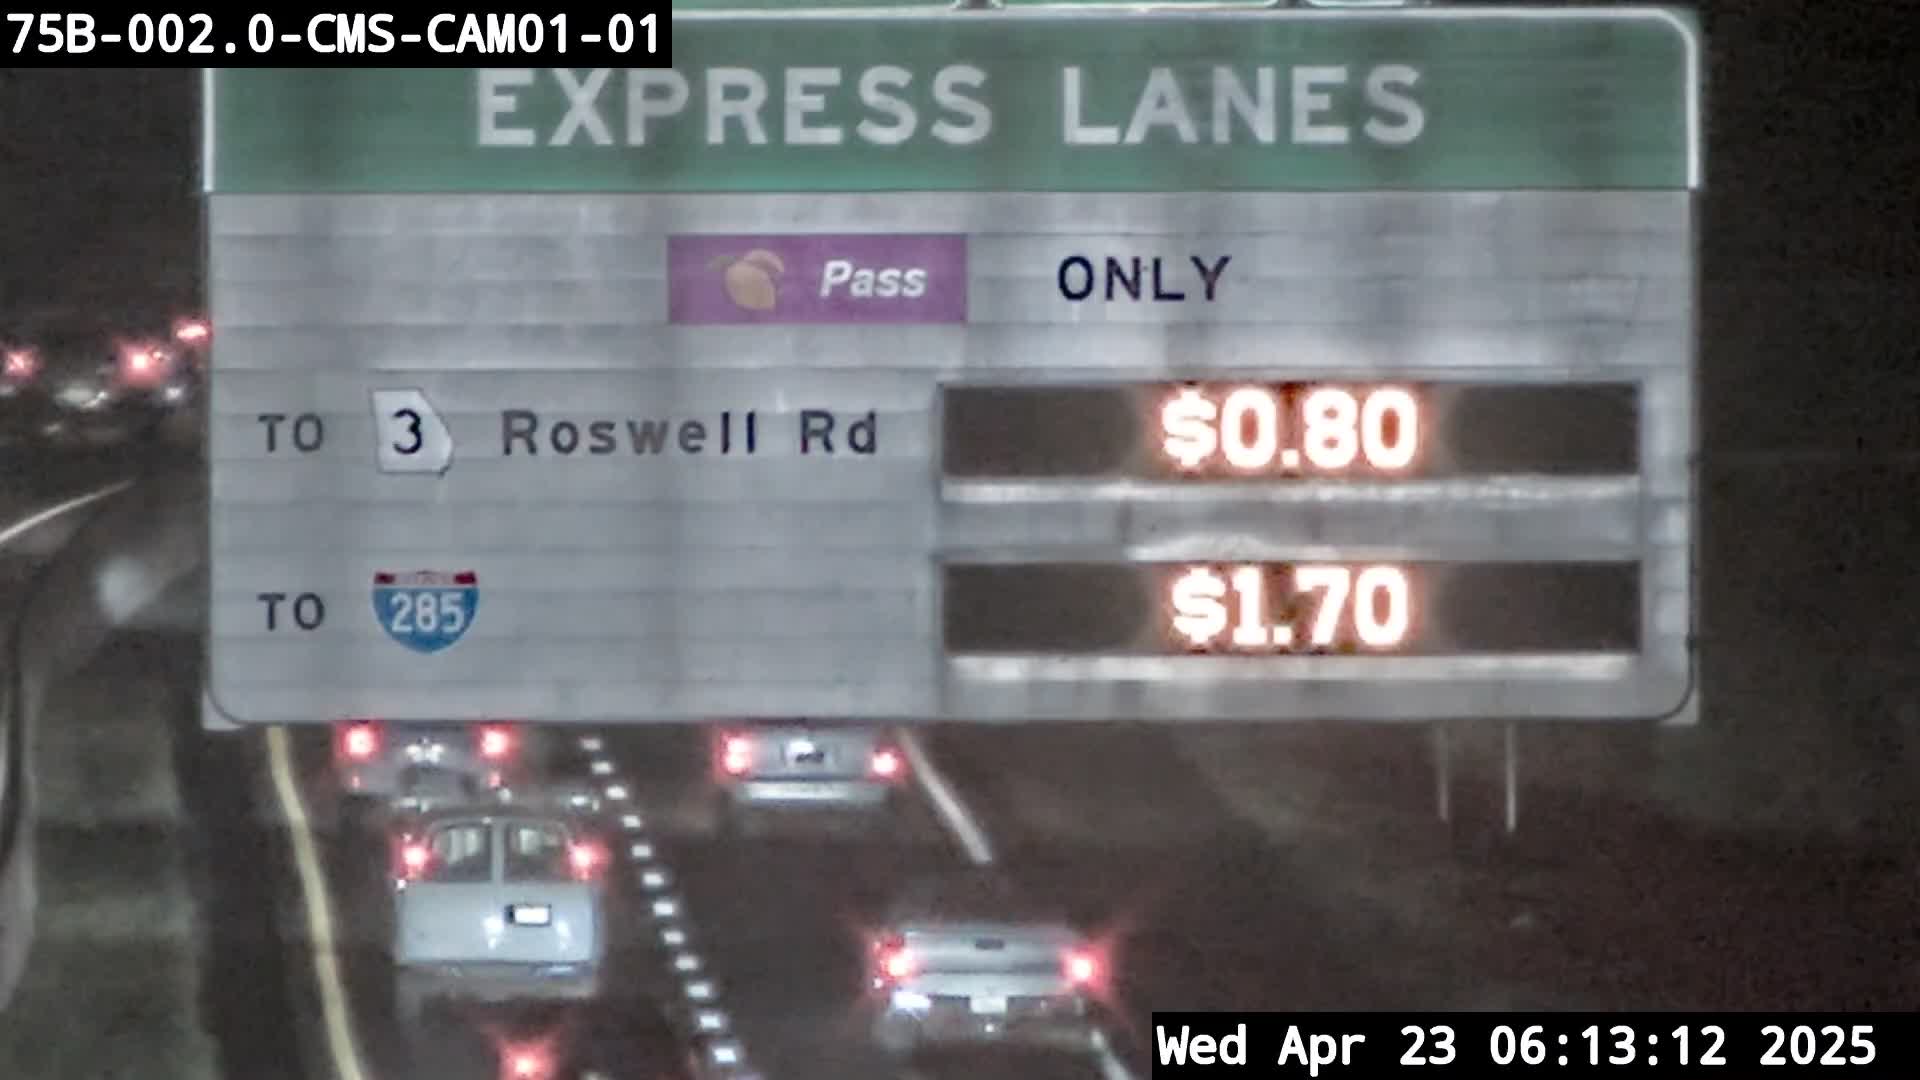 75B-002.0-CMS-CAM01-01
EXPRESS LANES
Pass ONLY
TO 3 Roswell Rd $0.80
TO 285 $1.70
Wed Apr 23 06:13:12 2025